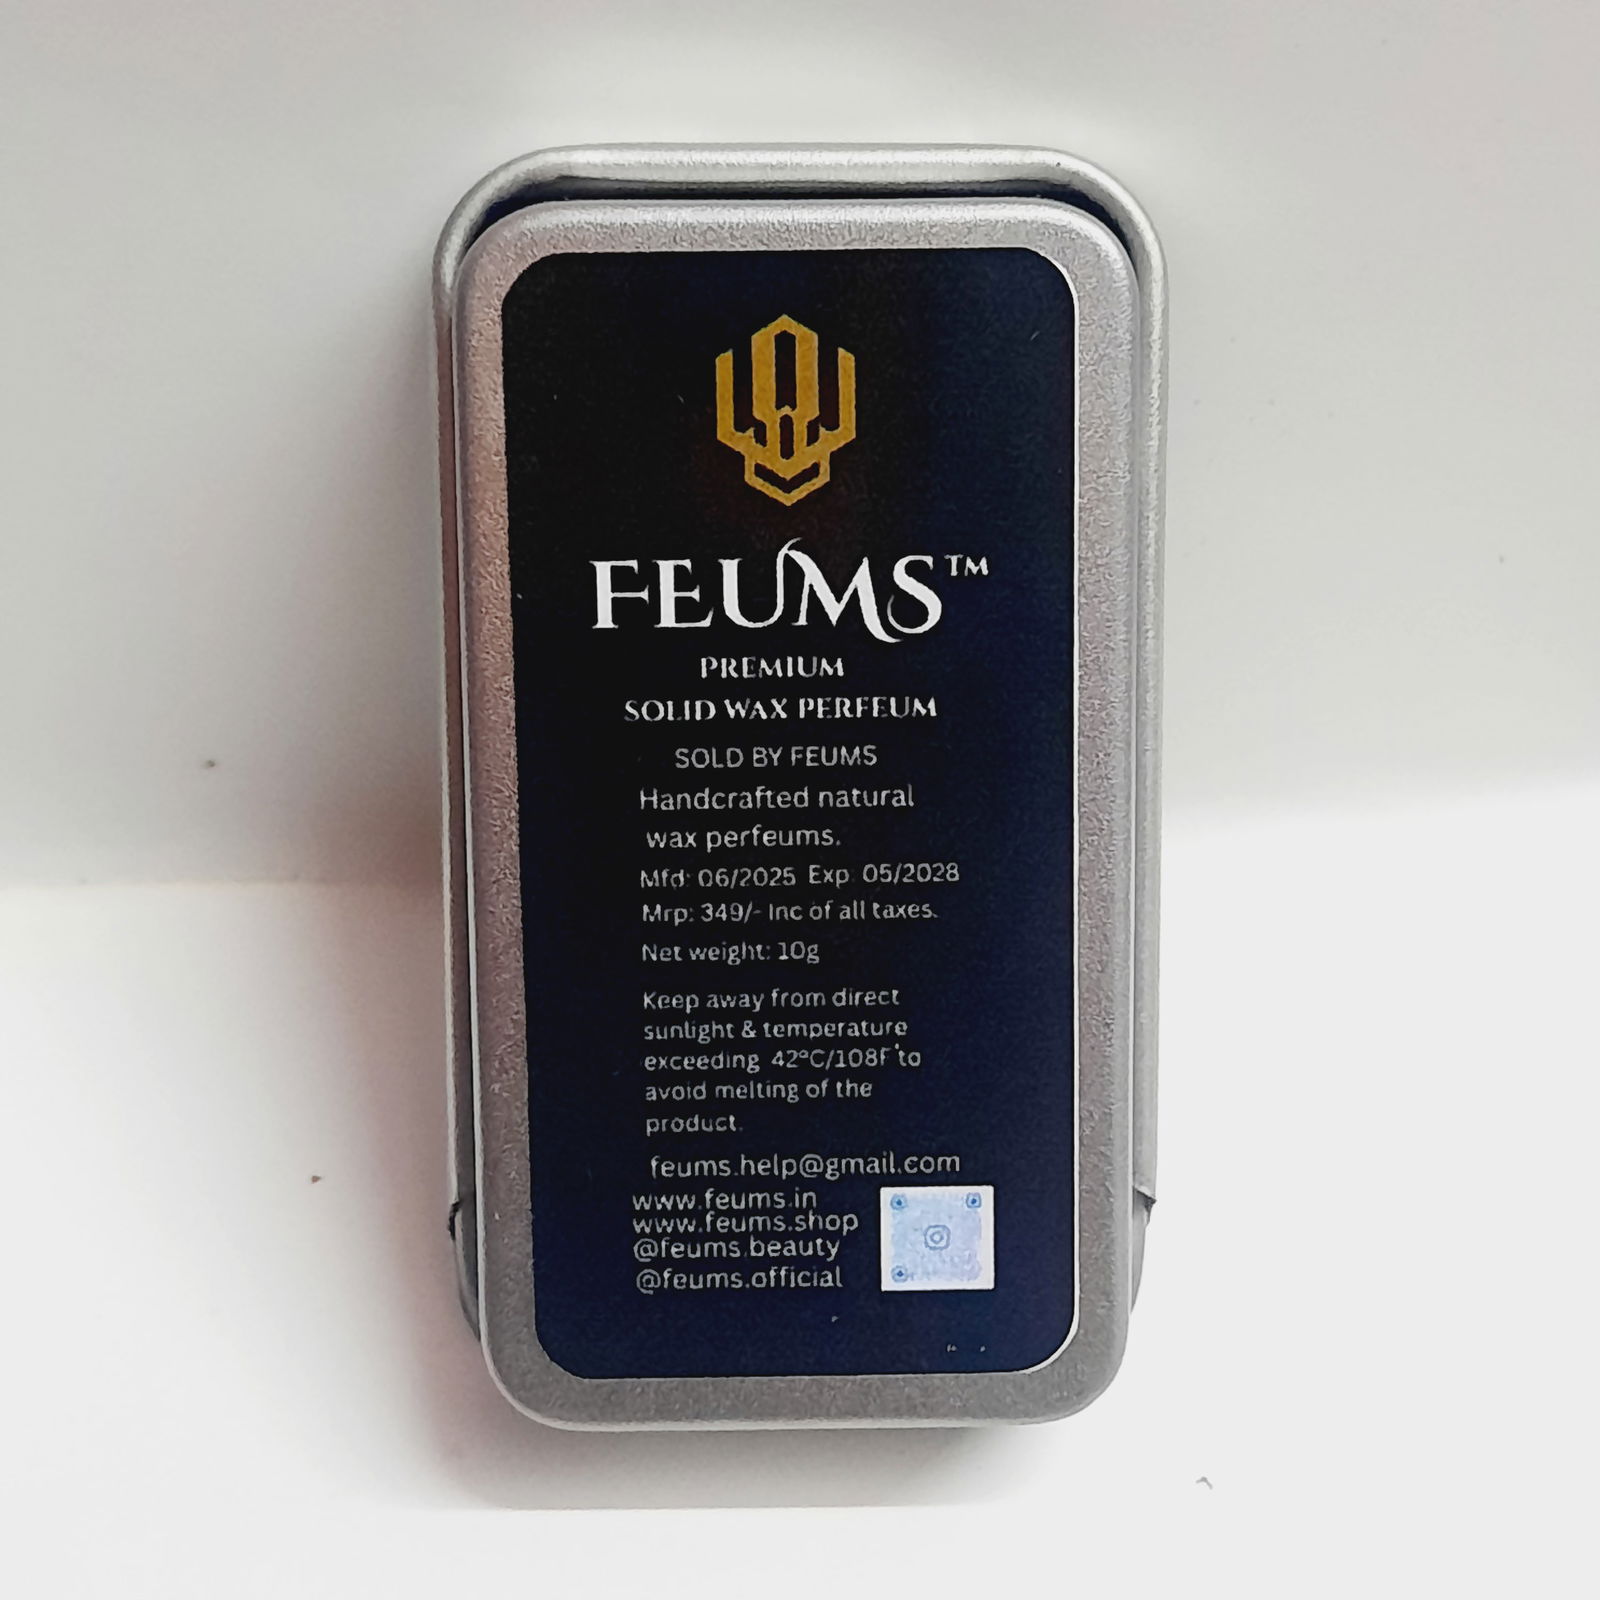 FEUMS™
PREMIUM
SOLID WAX PERFEUM
SOLD BY FEUMS
Handcrafted natural
wax perfeums.
Mfd: 06/2025 Exp: 05/2028
Mrp: 349/- Inc of all taxes.
Net weight: 10g
Keep away from direct
sunlight & temperature
exceeding 42°C/108F° to
avoid melting of the
product.
feums.help@gmail.com
www.feums.in
www.feums.shop
@feums.beauty
@feums.official